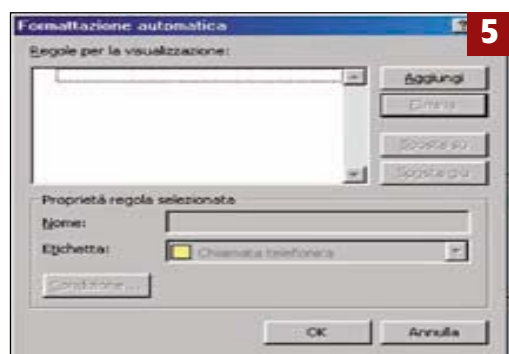 Formattazione automatica
5
Regole per la visualizzazione:
Aggiungi
Elimina
Sposta su
Sposta giù
Proprietà regola selezionata
Nome:
Etichetta: Chiamata telefonica
Condizione...
OK Annulla